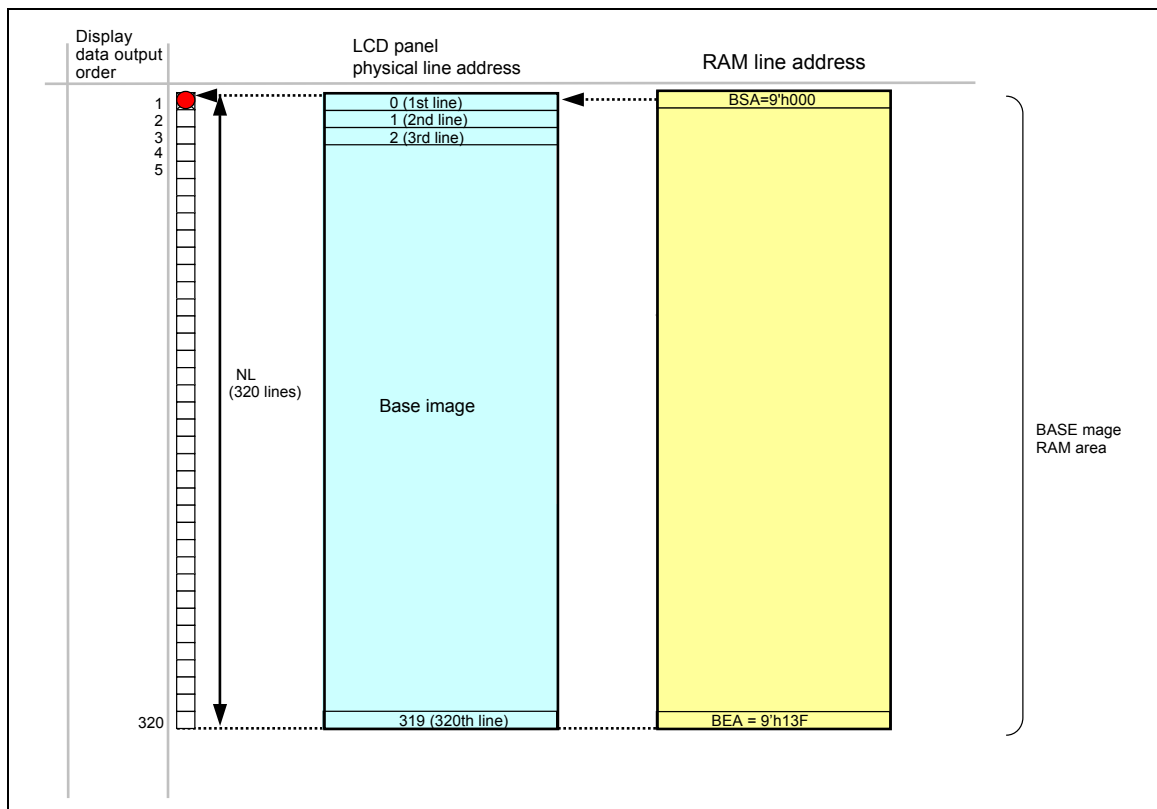 Display
data output
order
LCD panel
physical line address
RAM line address
1
2
3
4
5
320
0 (1st line)
1 (2nd line)
2 (3rd line)
BSA=9'h000
NL
(320 lines)
Base image
BASE mage
RAM area
319 (320th line)
BEA = 9'h13F